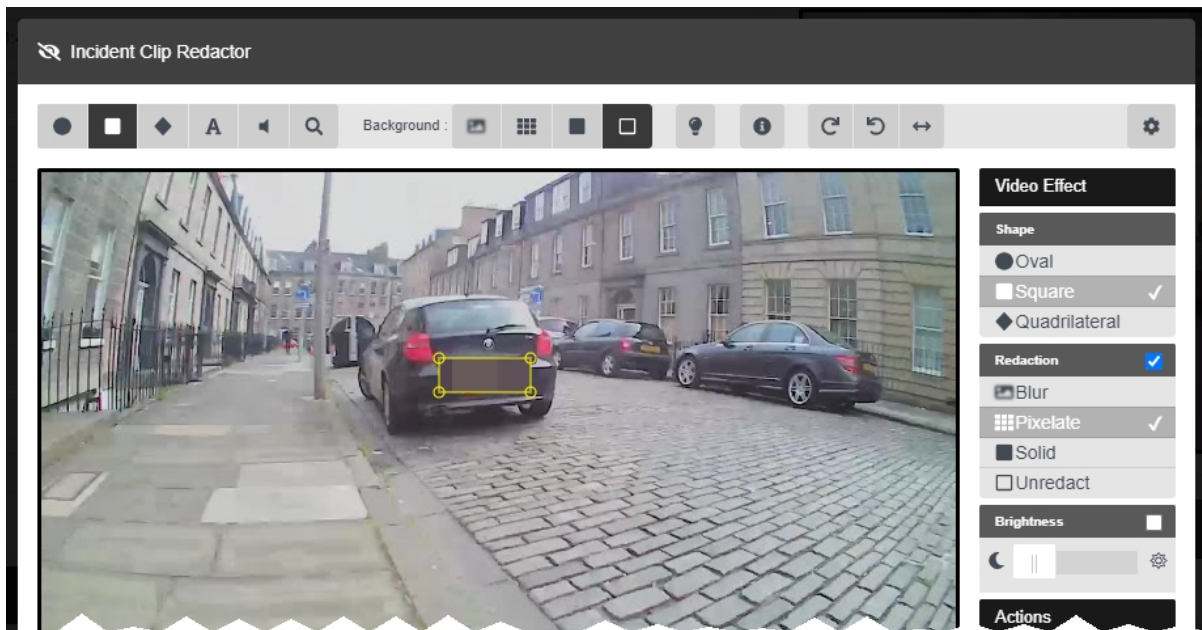 Incident Clip Redactor
A
Background :
Video Effect
Shape
Oval
Square
Quadrilateral
Redaction
Blur
Pixelate
Solid
Unredact
Brightness
Actions